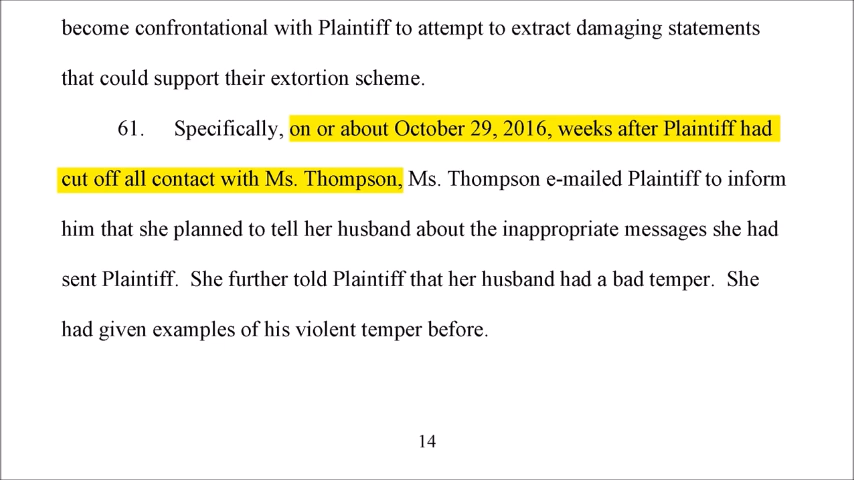 become confrontational with Plaintiff to attempt to extract damaging statements
that could support their extortion scheme.
61. Specifically, on or about October 29, 2016, weeks after Plaintiff had
cut off all contact with Ms. Thompson, Ms. Thompson e-mailed Plaintiff to inform
him that she planned to tell her husband about the inappropriate messages she had
sent Plaintiff. She further told Plaintiff that her husband had a bad temper. She
had given examples of his violent temper before.
14